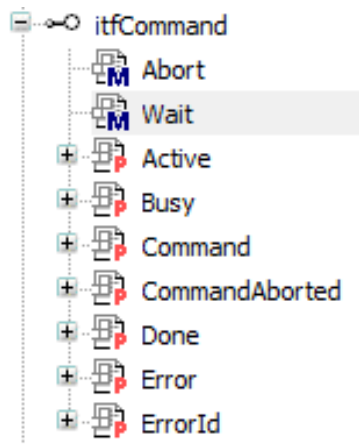 itfCommand
Abort
Wait
Active
Busy
Command
CommandAborted
Done
Error
ErrorId